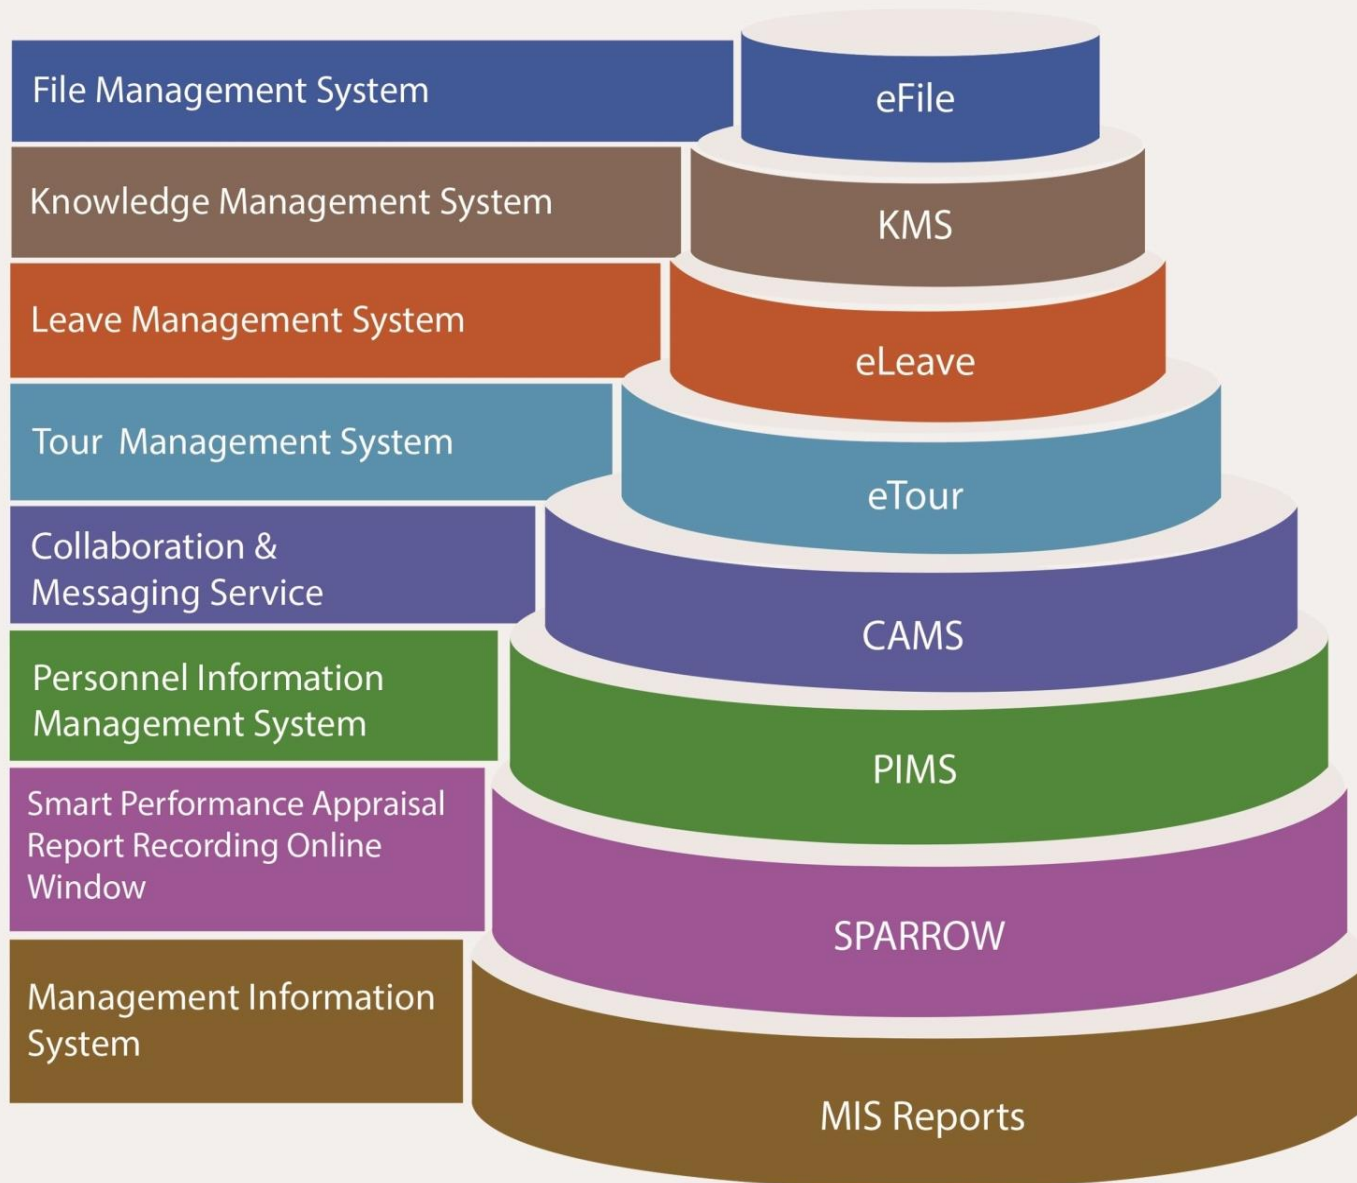 File Management System
eFile
Knowledge Management System
KMS
Leave Management System
eLeave
Tour Management System
eTour
Collaboration &
Messaging Service
CAMS
Personnel Information
Management System
PIMS
Smart Performance Appraisal
Report Recording Online
Window
SPARROW
Management Information
System
MIS Reports